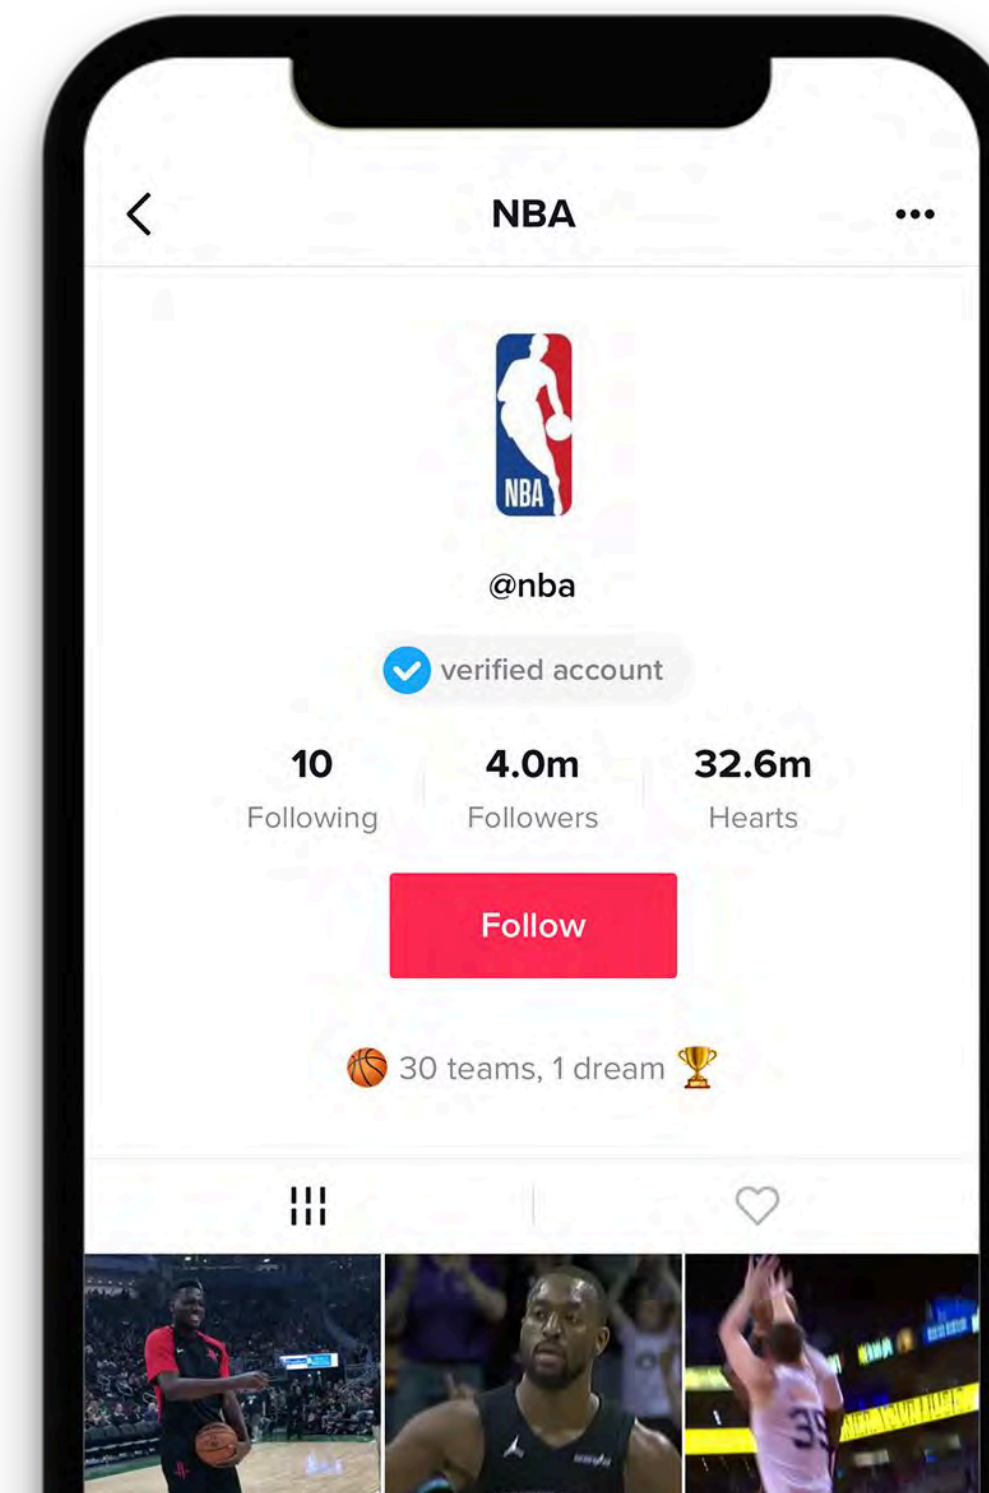 NBA
NBA
@nba
verified account
10
4.0m
32.6m
Following
Followers
Hearts
Follow
30 teams, 1 dream